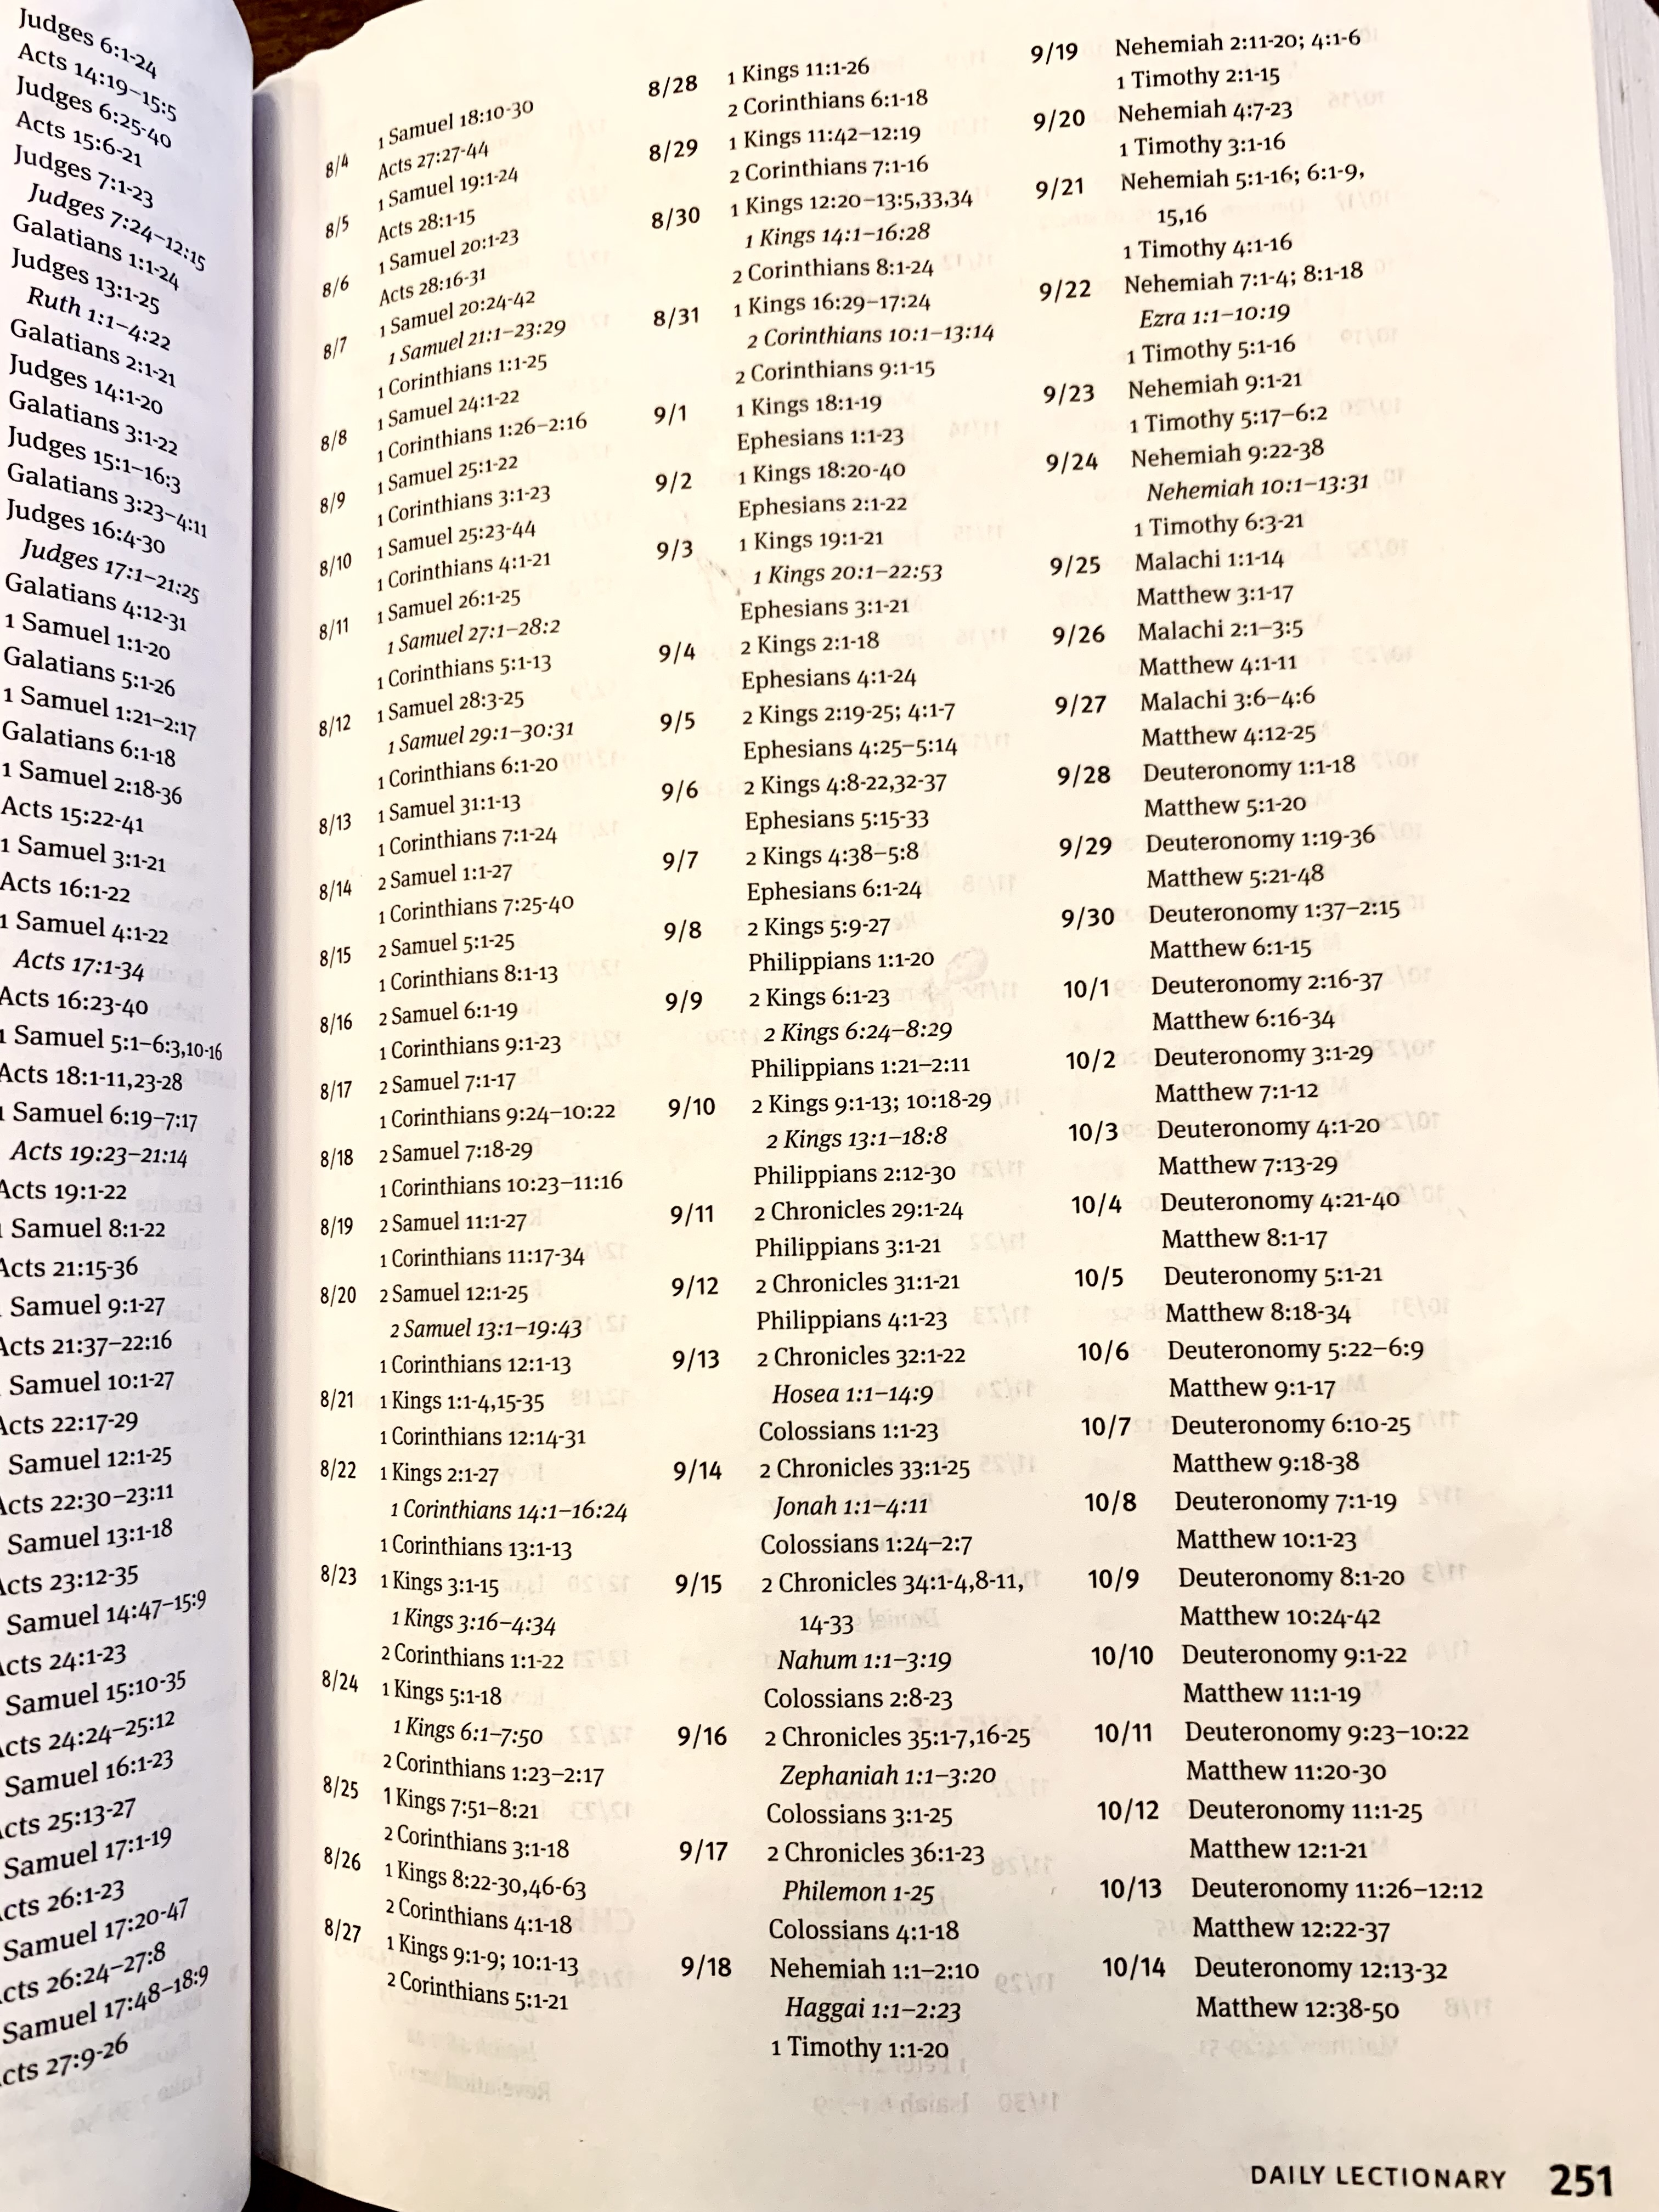 Judges 6:1-24
Acts 14:19–15:5
Judges 6:25-40
Acts 15:6-21
Judges 7:1-23
Judges 7:24–12:15
Galatians 1:1-24
Judges 13:1-25
Ruth 1:1–4:22
Galatians 2:1-21
Judges 14:1-20
Galatians 3:1-22
Judges 15:1–16:3
Galatians 3:23–4:11
Judges 16:4-30
Judges 17:1–21:25
Galatians 4:12-31
1 Samuel 1:1-20
Galatians 5:1-26
1 Samuel 1:21–2:17
Galatians 6:1-18
1 Samuel 2:18-36
Acts 15:22-41
1 Samuel 3:1-21
Acts 16:1-22
1 Samuel 4:1-22
Acts 17:1-34
Acts 16:23-40
1 Samuel 5:1–6:3,10-16
Acts 18:1-11,23-28
1 Samuel 6:19–7:17
Acts 19:23–21:14
Acts 19:1-22
Samuel 8:1-22
Acts 21:15-36
Samuel 9:1-27
Acts 21:37–22:16
Samuel 10:1-27
Acts 22:17-29
Samuel 12:1-25
Acts 22:30–23:11
Samuel 13:1-18
Acts 23:12-35
Samuel 14:47–15:9
cts 24:1-23
Samuel 15:10-35
cts 24:24–25:12
Samuel 16:1-23
cts 25:13-27
Samuel 17:1-19
cts 26:1-23
Samuel 17:20-47
cts 26:24–27:8
Samuel 17:48–18:9
cts 27:9-26
8/4 1 Samuel 18:10-30
Acts 27:27-44
8/5 1 Samuel 19:1-24
Acts 28:1-15
8/6 1 Samuel 20:1-23
Acts 28:16-31
8/7 1 Samuel 20:24-42
1 Samuel 21:1–23:29
1 Corinthians 1:1-25
8/8 1 Samuel 24:1-22
1 Corinthians 1:26–2:16
8/9 1 Samuel 25:1-22
1 Corinthians 3:1-23
8/10 1 Samuel 25:23-44
1 Corinthians 4:1-21
8/11 1 Samuel 26:1-25
1 Samuel 27:1–28:2
1 Corinthians 5:1-13
8/12 1 Samuel 28:3-25
1 Samuel 29:1–30:31
1 Corinthians 6:1-20
8/13 1 Samuel 31:1-13
1 Corinthians 7:1-24
8/14 2 Samuel 1:1-27
1 Corinthians 7:25-40
8/15 2 Samuel 5:1-25
1 Corinthians 8:1-13
8/16 2 Samuel 6:1-19
1 Corinthians 9:1-23
8/17 2 Samuel 7:1-17
1 Corinthians 9:24–10:22
8/18 2 Samuel 7:18-29
1 Corinthians 10:23–11:16
8/19 2 Samuel 11:1-27
1 Corinthians 11:17-34
8/20 2 Samuel 12:1-25
2 Samuel 13:1–19:43
1 Corinthians 12:1-13
8/21 1 Kings 1:1-4,15-35
1 Corinthians 12:14-31
8/22 1 Kings 2:1-27
1 Corinthians 14:1–16:24
1 Corinthians 13:1-13
8/23 1 Kings 3:1-15
1 Kings 3:16–4:34
2 Corinthians 1:1-22
8/24 1 Kings 5:1-18
1 Kings 6:1–7:50
2 Corinthians 1:23–2:17
8/25 1 Kings 7:51–8:21
2 Corinthians 3:1-18
8/26 1 Kings 8:22-30,46-63
2 Corinthians 4:1-18
8/27 1 Kings 9:1-9; 10:1-13
2 Corinthians 5:1-21
8/28 1 Kings 11:1-26
2 Corinthians 6:1-18
8/29 1 Kings 11:42–12:19
2 Corinthians 7:1-16
8/30 1 Kings 12:20–13:5,33,34
1 Kings 14:1–16:28
2 Corinthians 8:1-24
8/31 1 Kings 16:29–17:24
2 Corinthians 10:1–13:14
2 Corinthians 9:1-15
9/1 1 Kings 18:1-19
Ephesians 1:1-23
9/2 1 Kings 18:20-40
Ephesians 2:1-22
9/3 1 Kings 19:1-21
1 Kings 20:1–22:53
Ephesians 3:1-21
9/4 2 Kings 2:1-18
Ephesians 4:1-24
9/5 2 Kings 2:19-25; 4:1-7
Ephesians 4:25–5:14
9/6 2 Kings 4:8-22,32-37
Ephesians 5:15-33
9/7 2 Kings 4:38–5:8
Ephesians 6:1-24
9/8 2 Kings 5:9-27
Philippians 1:1-20
9/9 2 Kings 6:1-23
2 Kings 6:24–8:29
Philippians 1:21–2:11
9/10 2 Kings 9:1-13; 10:18-29
2 Kings 13:1–18:8
Philippians 2:12-30
9/11 2 Chronicles 29:1-24
Philippians 3:1-21
9/12 2 Chronicles 31:1-21
Philippians 4:1-23
9/13 2 Chronicles 32:1-22
Hosea 1:1–14:9
Colossians 1:1-23
9/14 2 Chronicles 33:1-25
Jonah 1:1–4:11
Colossians 1:24–2:7
9/15 2 Chronicles 34:1-4,8-11,
14-33
Nahum 1:1–3:19
Colossians 2:8-23
9/16 2 Chronicles 35:1-7,16-25
Zephaniah 1:1–3:20
Colossians 3:1-25
9/17 2 Chronicles 36:1-23
Philemon 1-25
Colossians 4:1-18
9/18 Nehemiah 1:1–2:10
Haggai 1:1–2:23
1 Timothy 1:1-20
9/19 Nehemiah 2:11-20; 4:1-6
1 Timothy 2:1-15
9/20 Nehemiah 4:7-23
1 Timothy 3:1-16
9/21 Nehemiah 5:1-16; 6:1-9,
15,16
1 Timothy 4:1-16
9/22 Nehemiah 7:1-4; 8:1-18
Ezra 1:1–10:19
1 Timothy 5:1-16
9/23 Nehemiah 9:1-21
1 Timothy 5:17–6:2
9/24 Nehemiah 9:22-38
Nehemiah 10:1–13:31
1 Timothy 6:3-21
9/25 Malachi 1:1-14
Matthew 3:1-17
9/26 Malachi 2:1–3:5
Matthew 4:1-11
9/27 Malachi 3:6–4:6
Matthew 4:12-25
9/28 Deuteronomy 1:1-18
Matthew 5:1-20
9/29 Deuteronomy 1:19-36
Matthew 5:21-48
9/30 Deuteronomy 1:37–2:15
Matthew 6:1-15
10/1 Deuteronomy 2:16-37
Matthew 6:16-34
10/2 Deuteronomy 3:1-29
Matthew 7:1-12
10/3 Deuteronomy 4:1-20
Matthew 7:13-29
10/4 Deuteronomy 4:21-40
Matthew 8:1-17
10/5 Deuteronomy 5:1-21
Matthew 8:18-34
10/6 Deuteronomy 5:22–6:9
Matthew 9:1-17
10/7 Deuteronomy 6:10-25
Matthew 9:18-38
10/8 Deuteronomy 7:1-19
Matthew 10:1-23
10/9 Deuteronomy 8:1-20
Matthew 10:24-42
10/10 Deuteronomy 9:1-22
Matthew 11:1-19
10/11 Deuteronomy 9:23–10:22
Matthew 11:20-30
10/12 Deuteronomy 11:1-25
Matthew 12:1-21
10/13 Deuteronomy 11:26–12:12
Matthew 12:22-37
10/14 Deuteronomy 12:13-32
Matthew 12:38-50
DAILY LECTIONARY 251